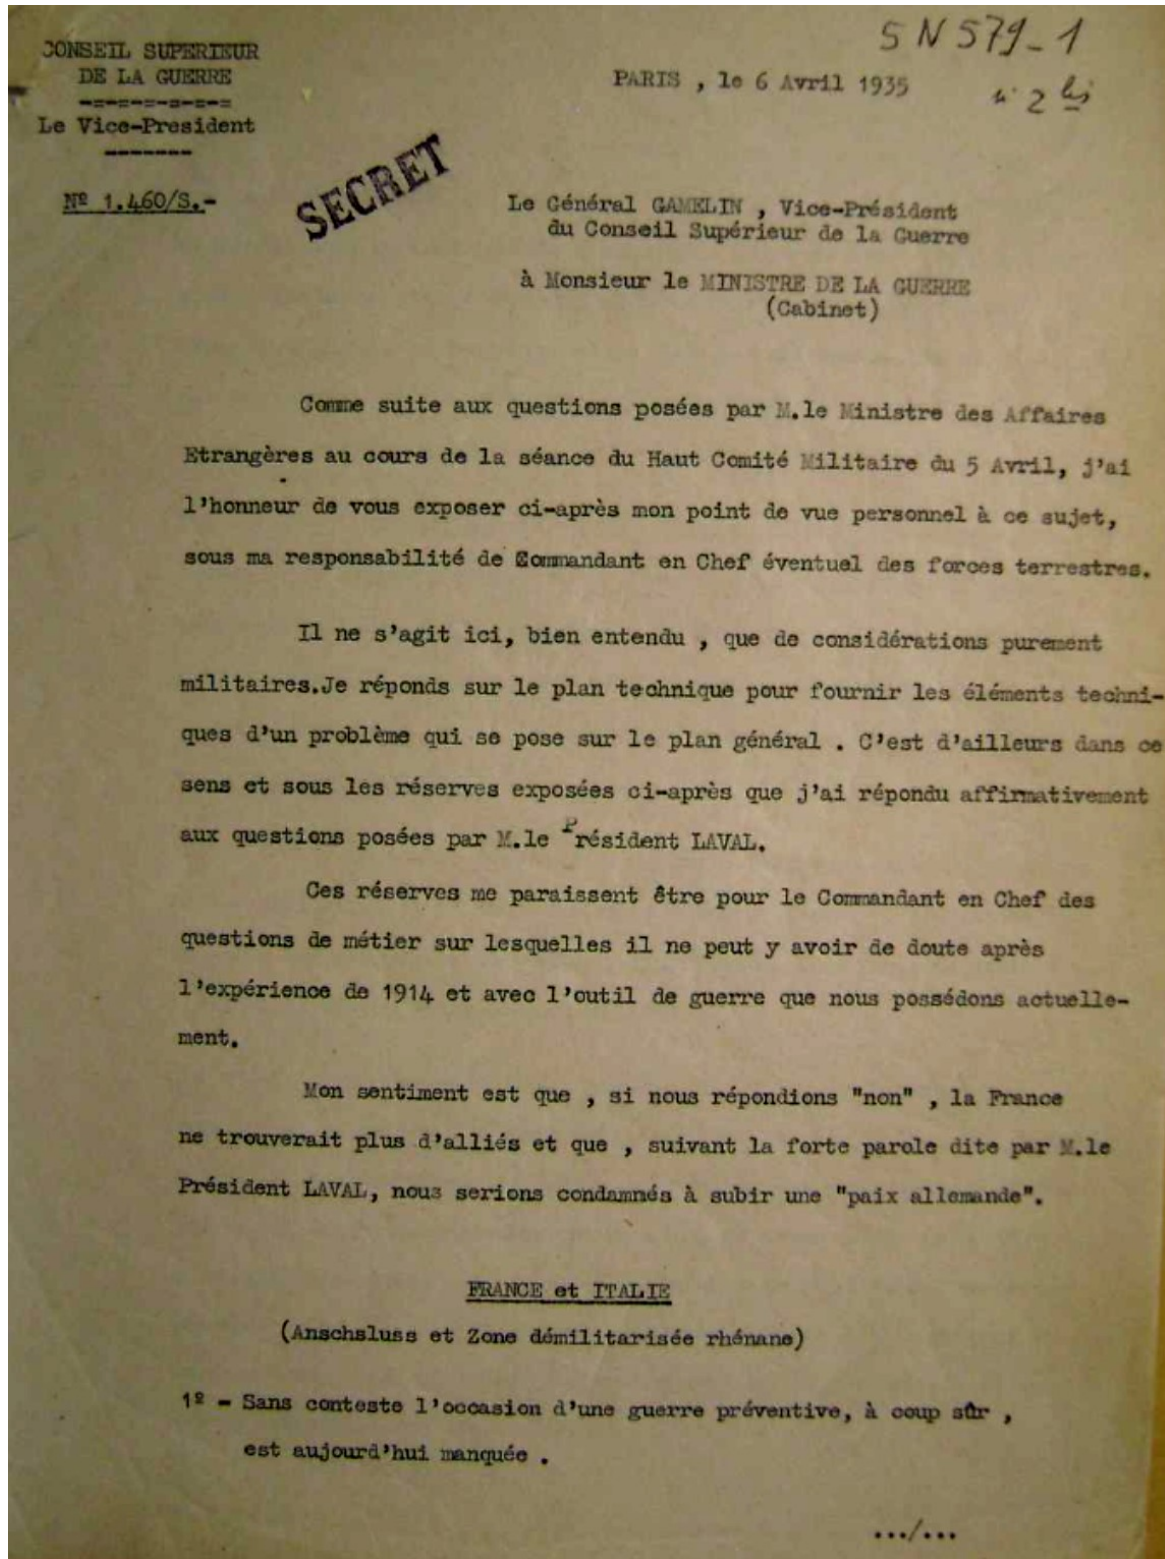 5 N 579-1
n° 2 bis
CONSEIL SUPERIEUR
DE LA GUERRE
-=-=-=-=-=-=-=
Le Vice-President
-------
Nº 1.460/S.-
SECRET
PARIS , le 6 Avril 1935
Le Général GAMELIN , Vice-Président
du Conseil Supérieur de la Guerre
à Monsieur le MINISTRE DE LA GUERRE
(Cabinet)
Comme suite aux questions posées par M.le Ministre des Affaires
Etrangères au cours de la séance du Haut Comité Militaire du 5 Avril, j'ai
l'honneur de vous exposer ci-après mon point de vue personnel à ce sujet,
sous ma responsabilité de Commandant en Chef éventuel des forces terrestres.
Il ne s'agit ici, bien entendu , que de considérations purement
militaires.Je réponds sur le plan technique pour fournir les éléments techni-
ques d'un problème qui se pose sur le plan général . C'est d'ailleurs dans ce
sens et sous les réserves exposées ci-après que j'ai répondu affirmativement
aux questions posées par M.le Président LAVAL.
Ces réserves me paraissent être pour le Commandant en Chef des
questions de métier sur lesquelles il ne peut y avoir de doute après
l'expérience de 1914 et avec l'outil de guerre que nous possédons actuelle-
ment.
Mon sentiment est que , si nous répondions "non" , la France
ne trouverait plus d'alliés et que , suivant la forte parole dite par M.le
Président LAVAL, nous serions condamnés à subir une "paix allemande".
FRANCE et ITALIE
(Anschsluss et Zone démilitarisée rhénane)
1º - Sans conteste l'occasion d'une guerre préventive, à coup sûr ,
est aujourd'hui manquée .
.../...